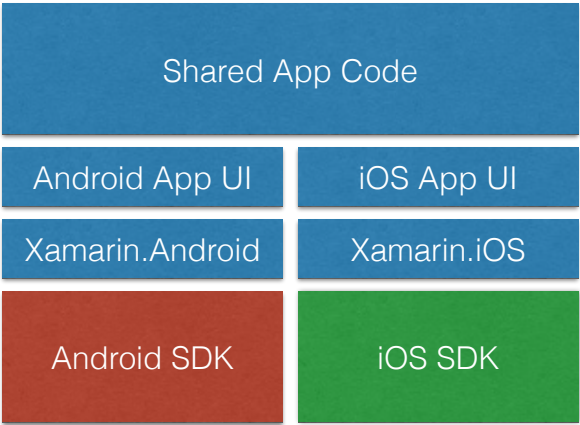 Shared App Code
Android App UI
iOS App UI
Xamarin.Android
Xamarin.iOS
Android SDK
iOS SDK